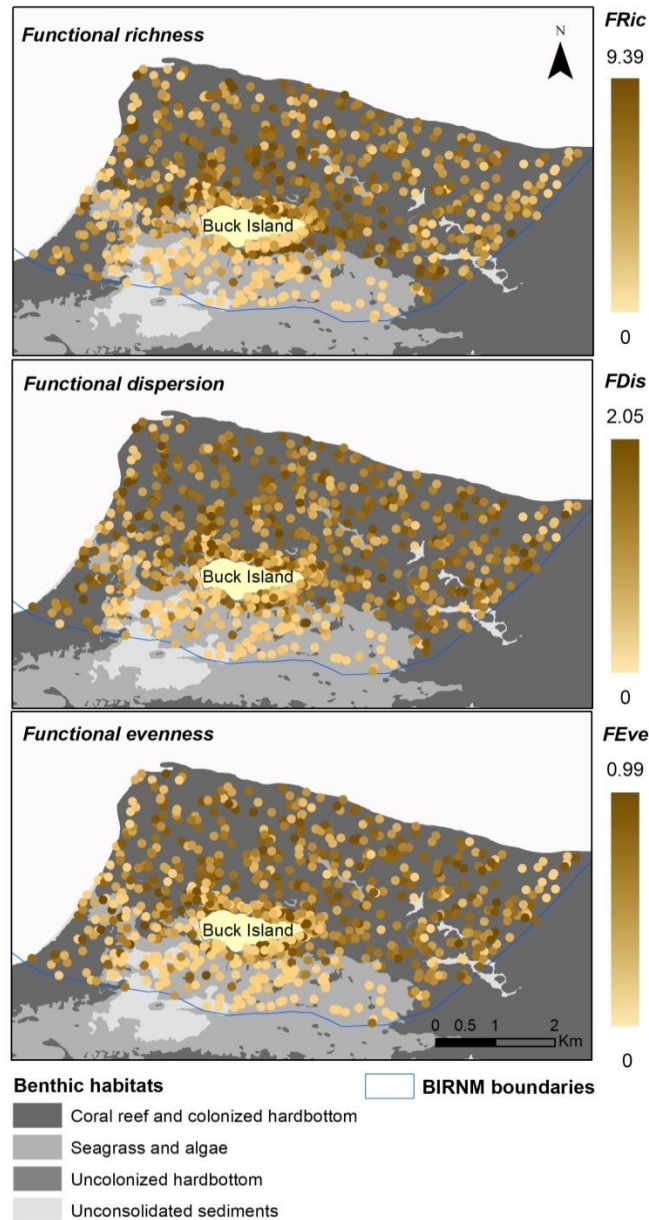 Functional richness
N
FRic
9.39
0
Buck Island
Functional dispersion
FDis
2.05
0
Buck Island
Functional evenness
FEve
0.99
0
Buck Island
0 0.5 1 2
Km
Benthic habitats
BIRNM boundaries
Coral reef and colonized hardbottom
Seagrass and algae
Uncolonized hardbottom
Unconsolidated sediments